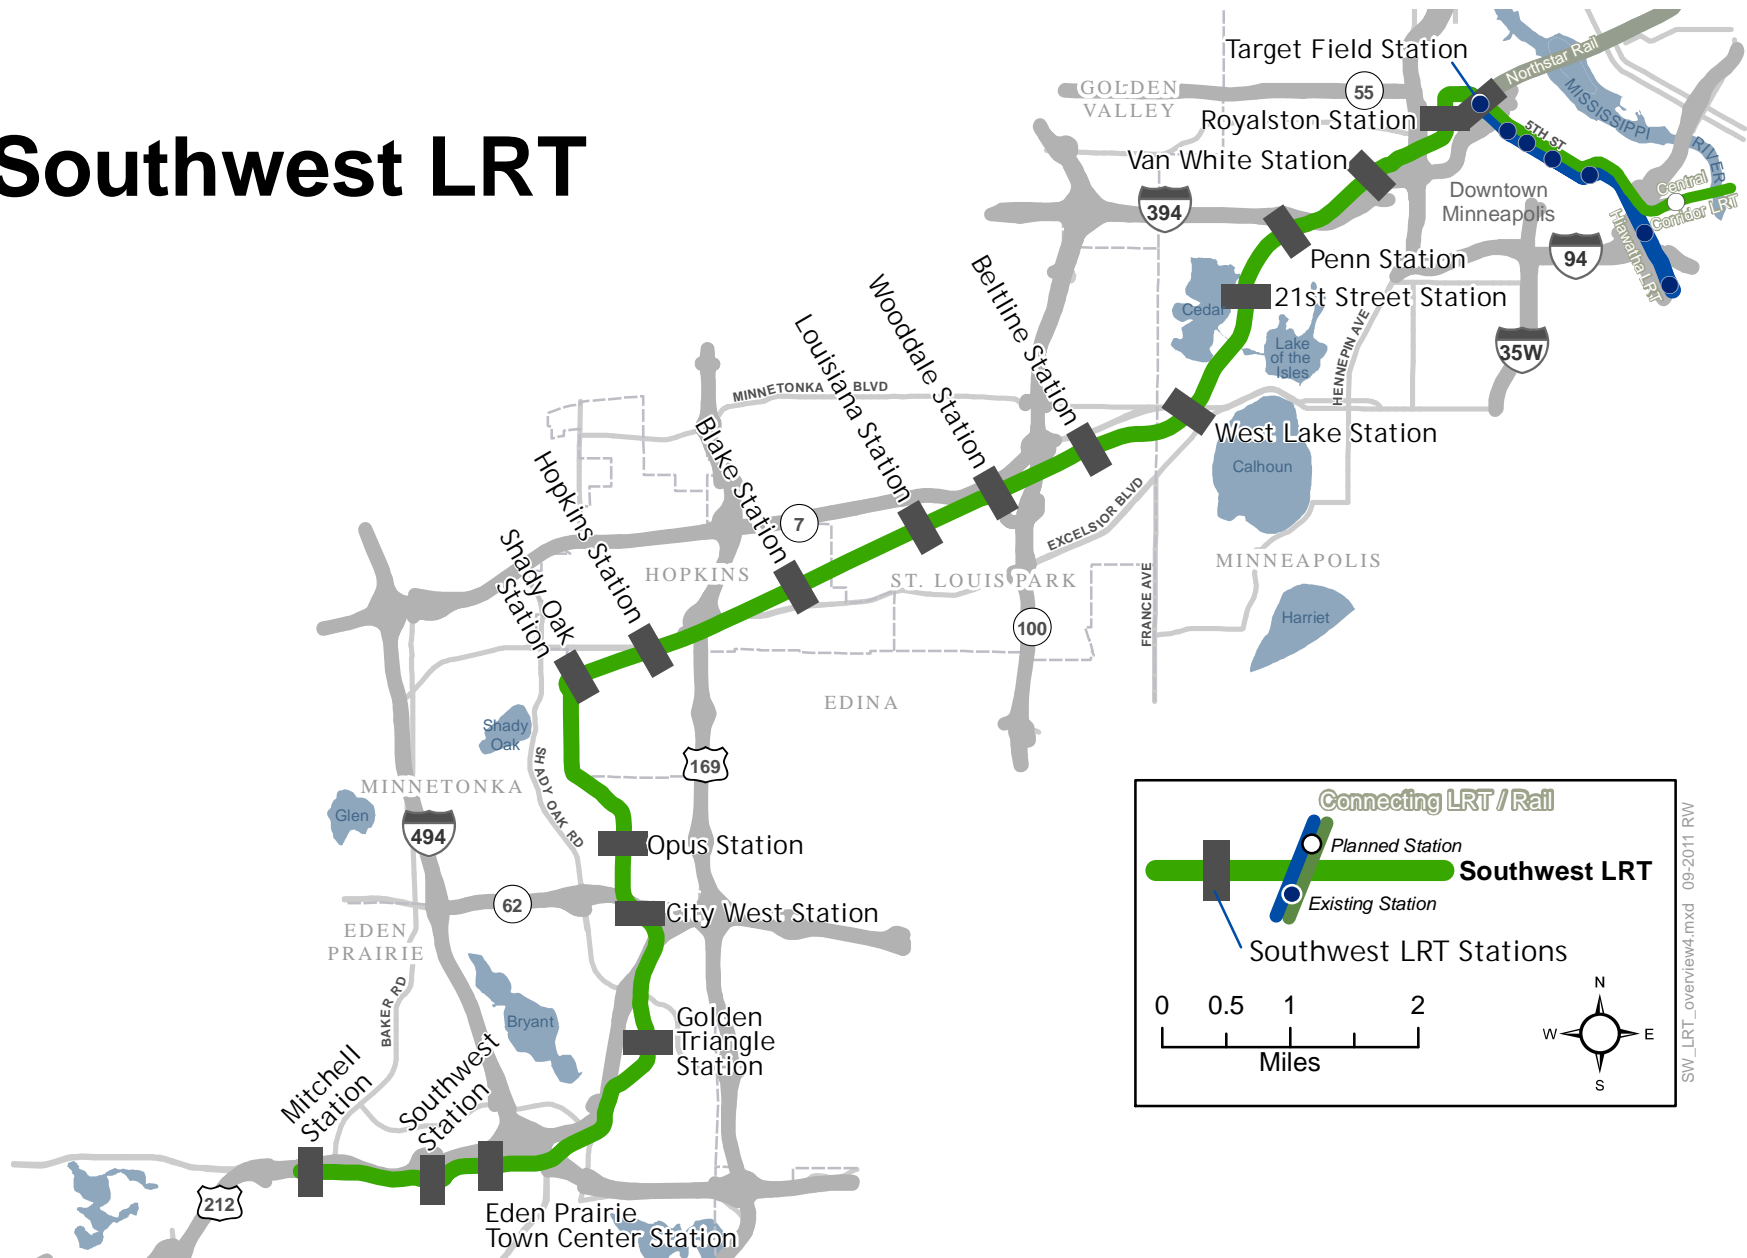 Southwest LRT
Target Field Station
Northstar Rail
MISSISSIPPI
RIVER
GOLDEN
VALLEY
55
Royalston Station
5TH ST
Van White Station
Downtown
Minneapolis
Central
Corridor LRT
Hiawatha LRT
394
94
Penn Station
21st Street Station
Cedar
Lake
of the
Isles
HENNEPIN AVE
35W
Beltline Station
Wooddale Station
Louisiana Station
MINNETONKA BLVD
Blake Station
West Lake Station
Calhoun
Hopkins Station
7
EXCELSIOR BLVD
Shady Oak
Station
HOPKINS
ST. LOUIS PARK
MINNEAPOLIS
FRANCE AVE
100
Harriet
EDINA
Shady
Oak
SHADY OAK RD
169
MINNETONKA
Glen
494
Opus Station
62
City West Station
EDEN
PRAIRIE
BAKER RD
Bryant
Golden
Triangle
Station
Mitchell
Station
Southwest
Station
212
Eden Prairie
Town Center Station
Connecting LRT / Rail
Planned Station
Southwest LRT
Existing Station
Southwest LRT Stations
0 0.5 1 2
Miles
N
W E
S
SW_LRT_overview4.mxd 09-2011 RW